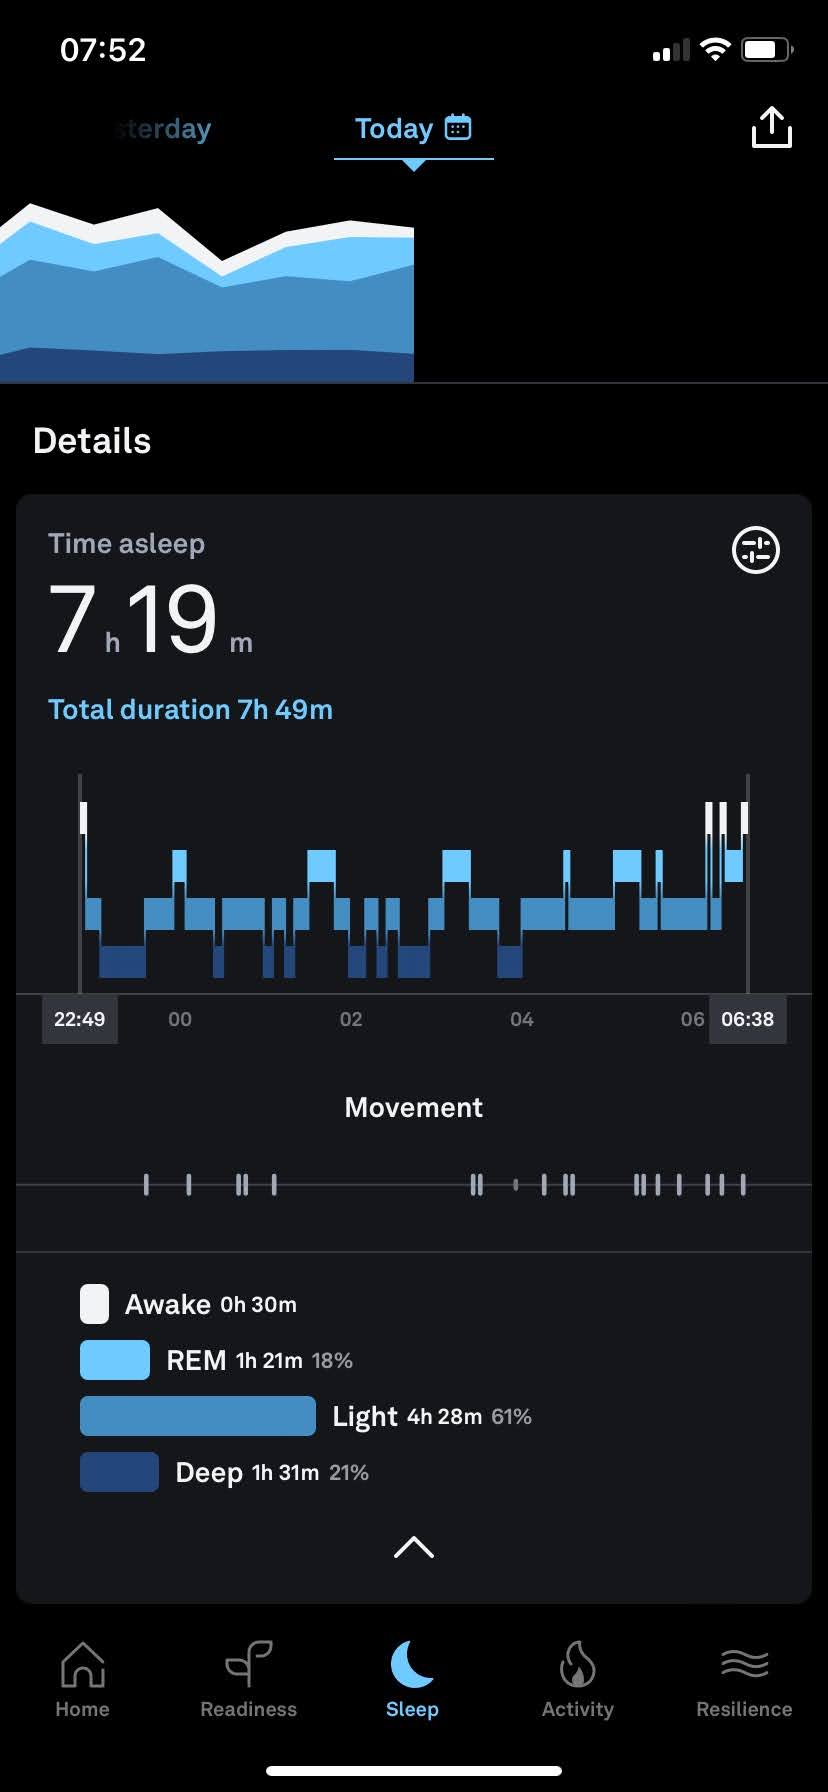 07:52
sterday
Today
Details
Time asleep
7 h 19 m
Total duration 7h 49m
22:49 00 02 04 06 06:38
Movement
Awake 0h 30m
REM 1h 21m 18%
Light 4h 28m 61%
Deep 1h 31m 21%
Home Readiness Sleep Activity Resilience